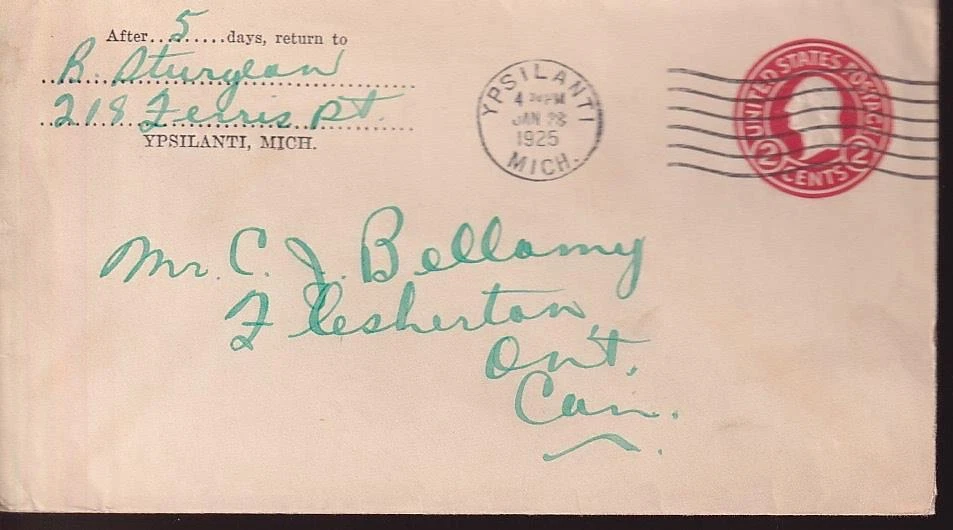 After...5.....days, return to
R. Sturgeon
218 Ferris St.
YPSILANTI, MICH.
YPSILANTI
4 PM
JAN 28
1925
MICH.
UNITED STATES POSTAGE
2 CENTS 2
Mr. C. J. Bellamy
Flesherton
Ont.
Can.